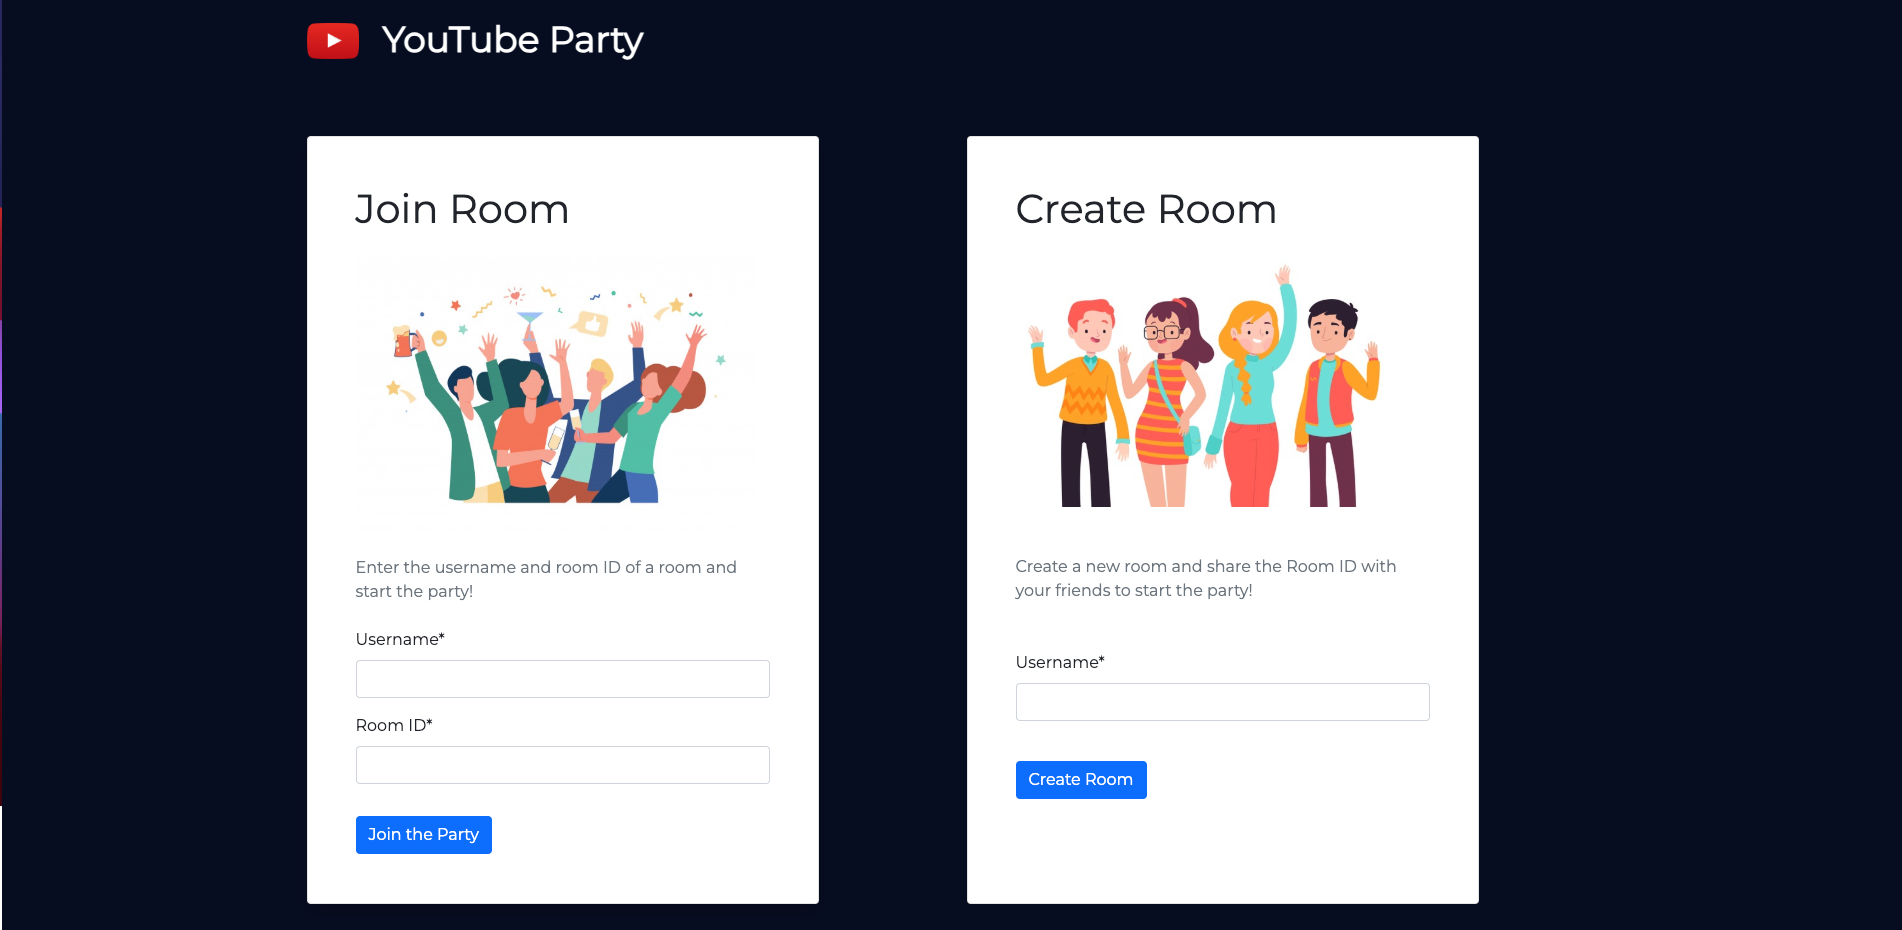 YouTube Party
Join Room
Enter the username and room ID of a room and
start the party!
Username*
Room ID*
Join the Party
Create Room
Create a new room and share the Room ID with
your friends to start the party!
Username*
Create Room